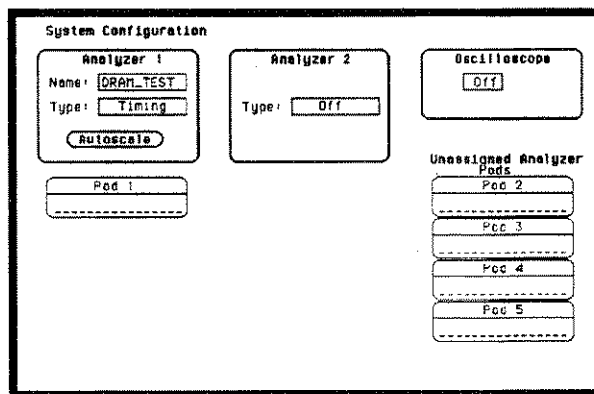 System Configuration
Analyzer 1
Name: DRAM_TEST
Type: Timing
Autoscale
Analyzer 2
Type: Off
Oscilloscope
Off
Pod 1
Unassigned Analyzer
Pods
Pod 2
Pod 3
Pod 4
Pod 5